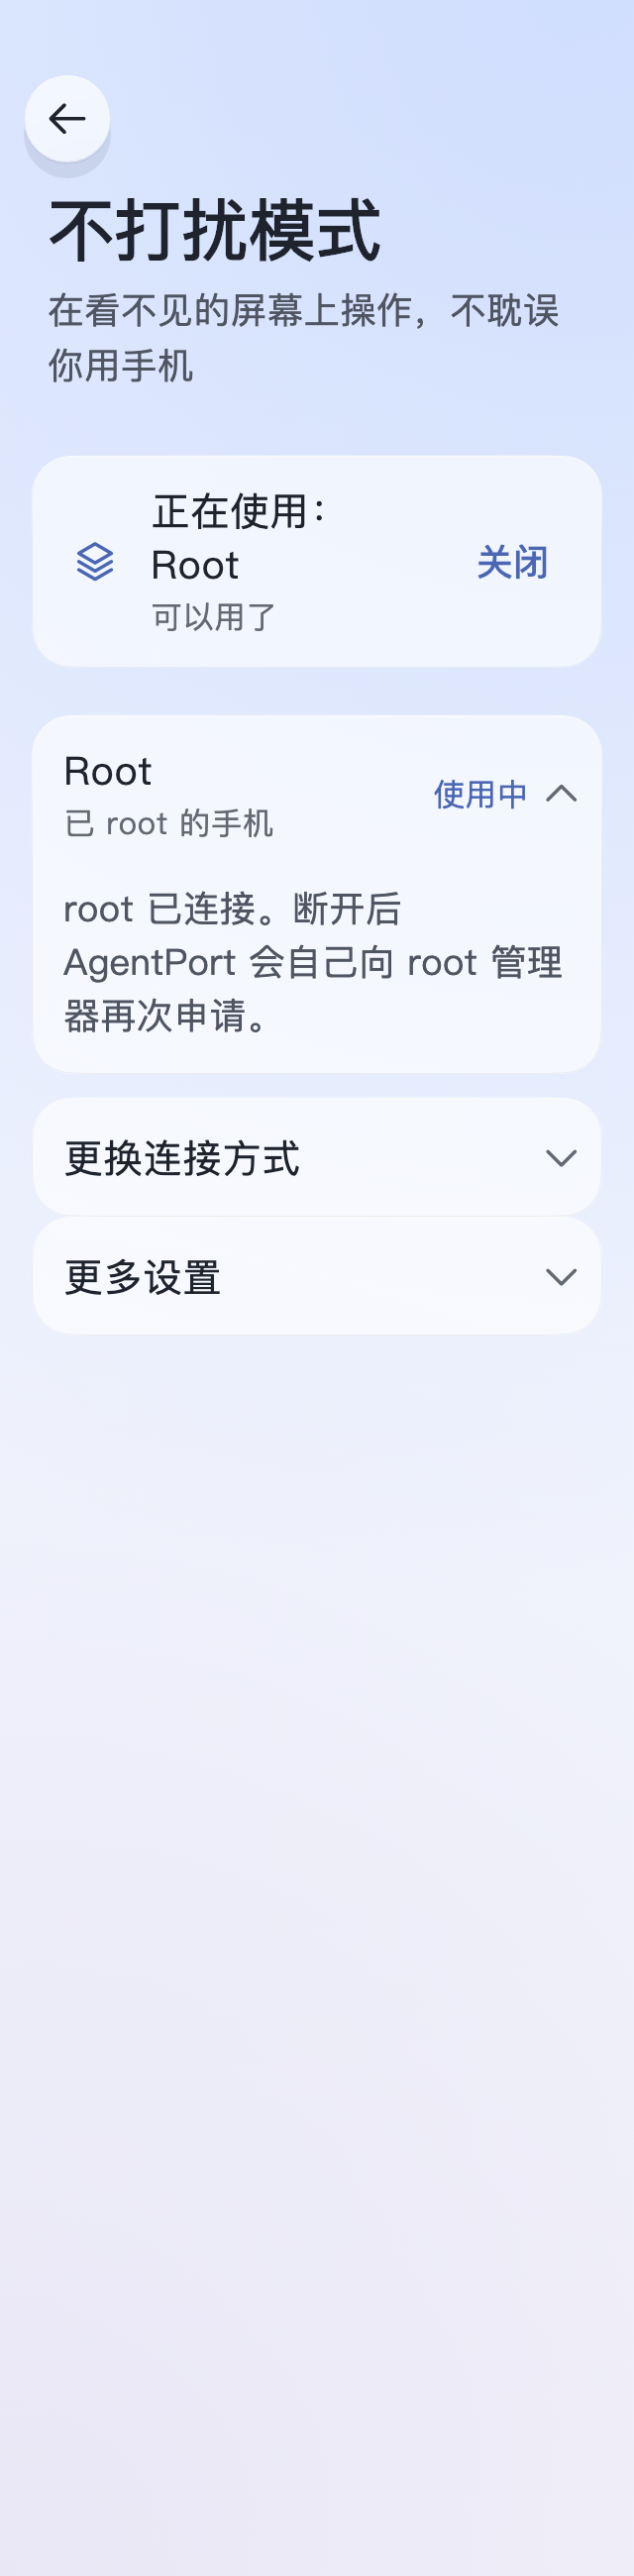 不打扰模式
在看不见的屏幕上操作，不耽误
你用手机
正在使用：
Root
可以用了
关闭
Root
已 root 的手机
使用中
root 已连接。断开后
AgentPort 会自己向 root 管理
器再次申请。
更换连接方式
更多设置